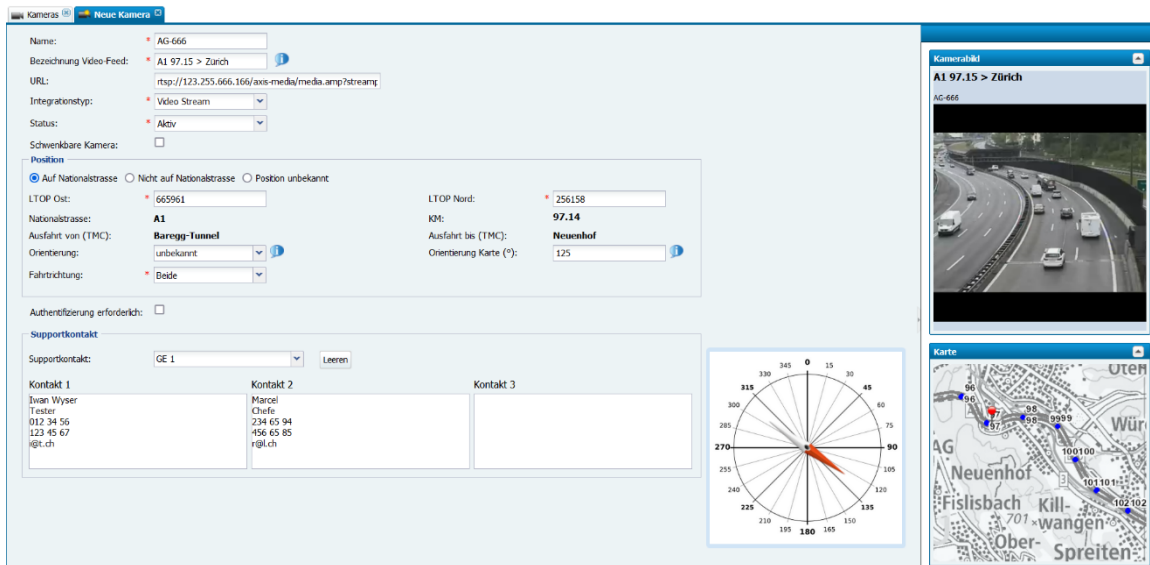 Kameras
Neue Kamera
Name: * AG-666
Bezeichnung Video-Feed: * A1 97.15 > Zürich
URL: rtsp://123.255.666.166/axis-media/media.amp?streamp
Integrationstyp: * Video Stream
Status: * Aktiv
Schwenkbare Kamera:
Position
Auf Nationalstrasse Nicht auf Nationalstrasse Position unbekannt
LTOP Ost: * 665961 LTOP Nord: * 256158
Nationalstrasse: A1 KM: 97.14
Ausfahrt von (TMC): Baregg-Tunnel Ausfahrt bis (TMC): Neuenhof
Orientierung: unbekannt Orientierung Karte (°): 125
Fahrtrichtung: * Beide
Authentifizierung erforderlich:
Supportkontakt
Supportkontakt: GE 1 Leeren
Kontakt 1
Iwan Wyser
Tester
012 34 56
123 45 67
i@t.ch
Kontakt 2
Marcel
Chefe
234 65 94
456 65 85
r@l.ch
Kontakt 3
0
15
30
45
60
75
90
105
120
135
150
165
180
195
210
225
240
255
270
285
300
315
330
345
Kamerabild
A1 97.15 > Zürich
AG-666
Karte
96
96
97
97
98
98
99 99
100 100
101 101
102 102
3
AG
Neuenhof
Fislisbach
Kill-
wangen
701
Ober-
Spreiten-
Würe